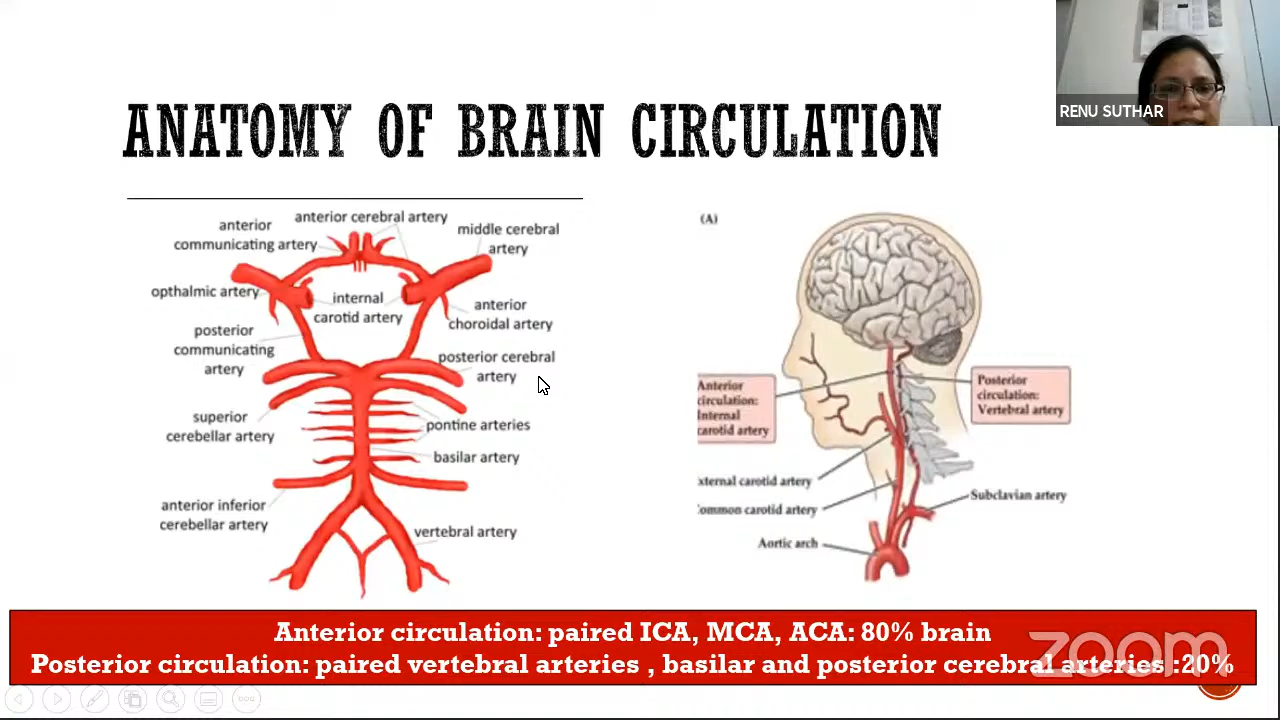 RENU SUTHAR
ANATOMY OF BRAIN CIRCULATION
anterior
communicating artery
anterior cerebral artery
middle cerebral
artery
opthalmic artery
internal
carotid artery
anterior
choroidal artery
posterior
communicating
artery
posterior cerebral
artery
superior
cerebellar artery
pontine arteries
basilar artery
anterior inferior
cerebellar artery
vertebral artery
(A)
Anterior
circulation:
Internal
carotid artery
Posterior
circulation:
Vertebral artery
xternal carotid artery
ommon carotid artery
Subclavian artery
Aortic arch
Anterior circulation: paired ICA, MCA, ACA: 80% brain
Posterior circulation: paired vertebral arteries , basilar and posterior cerebral arteries :20%
zoom